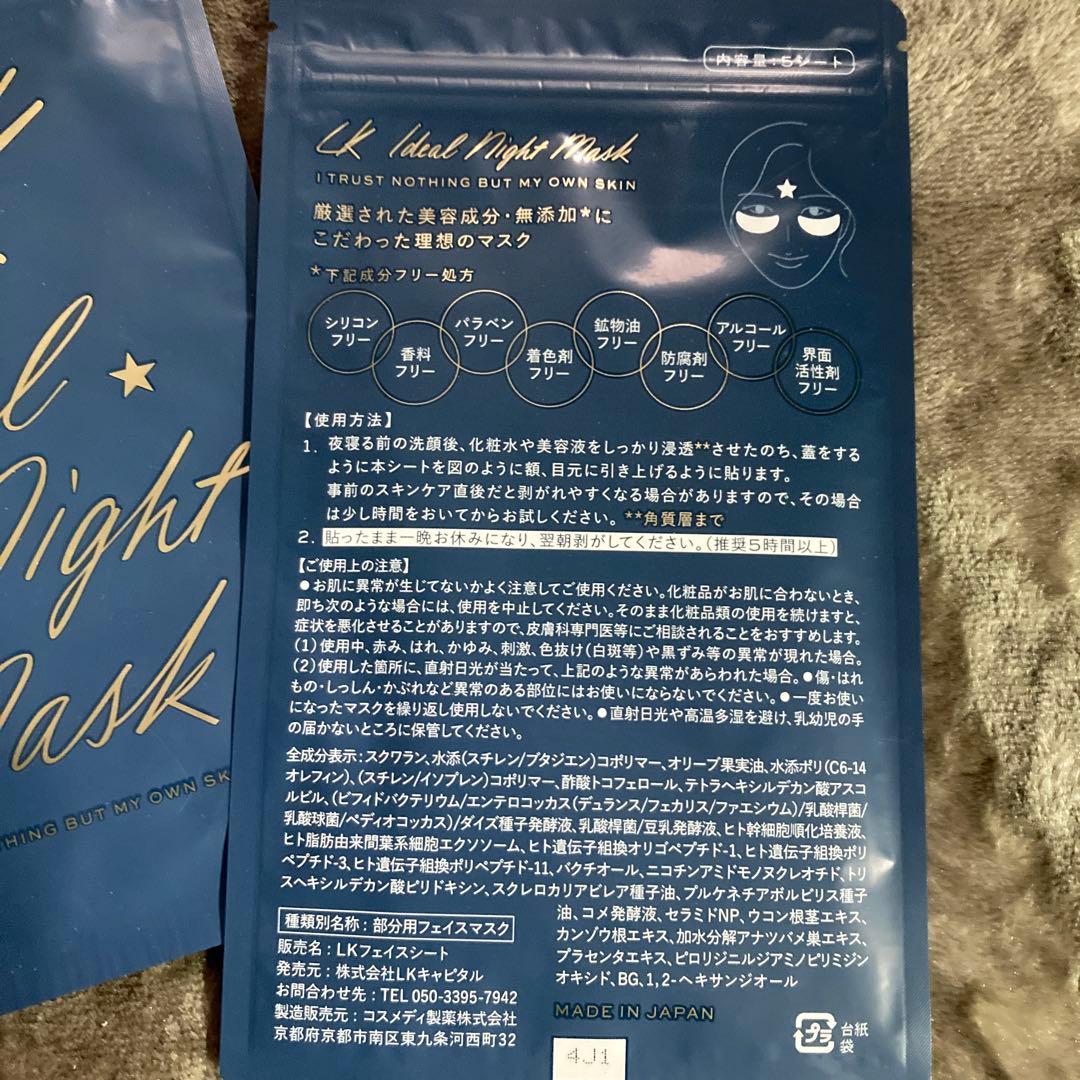 l
Night
Mask
NOTHING BUT MY OWN SK
内容量:5シート
LK Ideal Night Mask
I TRUST NOTHING BUT MY OWN SKIN
厳選された美容成分・無添加*に
こだわった理想のマスク
*下記成分フリー処方
シリコン
フリー
香料
フリー
パラベン
フリー
着色剤
フリー
鉱物油
フリー
防腐剤
フリー
アルコール
フリー
界面
活性剤
フリー
【使用方法】
1. 夜寝る前の洗顔後、化粧水や美容液をしっかり浸透**させたのち、蓋をする
ように本シートを図のように額、目元に引き上げるように貼ります。
事前のスキンケア直後だと剥がれやすくなる場合がありますので、その場合
は少し時間をおいてからお試しください。 **角質層まで
2. 貼ったまま一晩お休みになり、翌朝剥がしてください。(推奨5時間以上)
【ご使用上の注意】
●お肌に異常が生じてないかよく注意してご使用ください。化粧品がお肌に合わないとき、
即ち次のような場合には、使用を中止してください。そのまま化粧品類の使用を続けますと、
症状を悪化させることがありますので、皮膚科専門医等にご相談されることをおすすめします。
(1)使用中、赤み、はれ、かゆみ、刺激、色抜け(白斑等)や黒ずみ等の異常が現れた場合。
(2)使用した箇所に、直射日光が当たって、上記のような異常があらわれた場合。●傷・はれ
もの・しっしん・かぶれなど異常のある部位にはお使いにならないでください。●一度お使い
になったマスクを繰り返し使用しないでください。●直射日光や高温多湿を避け、乳幼児の手
の届かないところに保管してください。
全成分表示:スクワラン、水添(スチレン/ブタジエン)コポリマー、オリーブ果実油、水添ポリ(C6-14
オレフィン)、(スチレン/イソプレン)コポリマー、酢酸トコフェロール、テトラヘキシルデカン酸アスコ
ルビル、(ビフィドバクテリウム/エンテロコッカス(デュランス/フェカリス/ファエシウム)/乳酸桿菌/
乳酸球菌/ペディオコッカス)/ダイズ種子発酵液、乳酸桿菌/豆乳発酵液、ヒト幹細胞順化培養液、
ヒト脂肪由来間葉系細胞エクソソーム、ヒト遺伝子組換オリゴペプチド-1、ヒト遺伝子組換ポリ
ペプチド-3、ヒト遺伝子組換ポリペプチド-11、バクチオール、ニコチンアミドモノヌクレオチド、トリ
スヘキシルデカン酸ピリドキシン、スクレロカリアビレア種子油、プルケネチアボルビリス種子
油、コメ発酵液、セラミドNP、ウコン根茎エキス、
カンゾウ根エキス、加水分解アナツバメ巣エキス、
プラセンタエキス、ピロリジニルジアミノピリミジン
オキシド、BG、1,2-ヘキサンジオール
種類別名称:部分用フェイスマスク
販売名:LKフェイスシート
発売元:株式会社LKキャピタル
お問合わせ先:TEL 050-3395-7942
製造販売元:コスメディ製薬株式会社
京都府京都市南区東九条河西町32
MADE IN JAPAN
プラ
台紙
袋
4J1